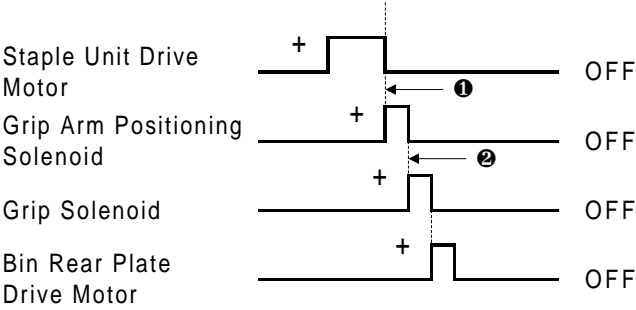 +
Staple Unit Drive
Motor
OFF
❶
+
Grip Arm Positioning
Solenoid
OFF
❷
+
Grip Solenoid
OFF
+
Bin Rear Plate
Drive Motor
OFF